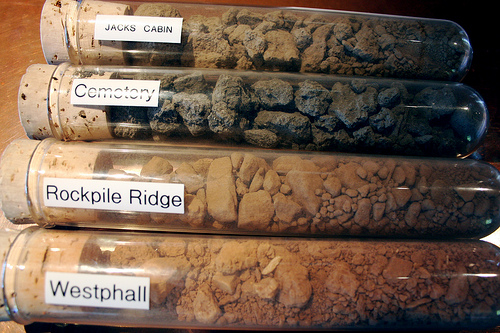 JACKS CABIN
Cemetery
Rockpile Ridge
Westphall